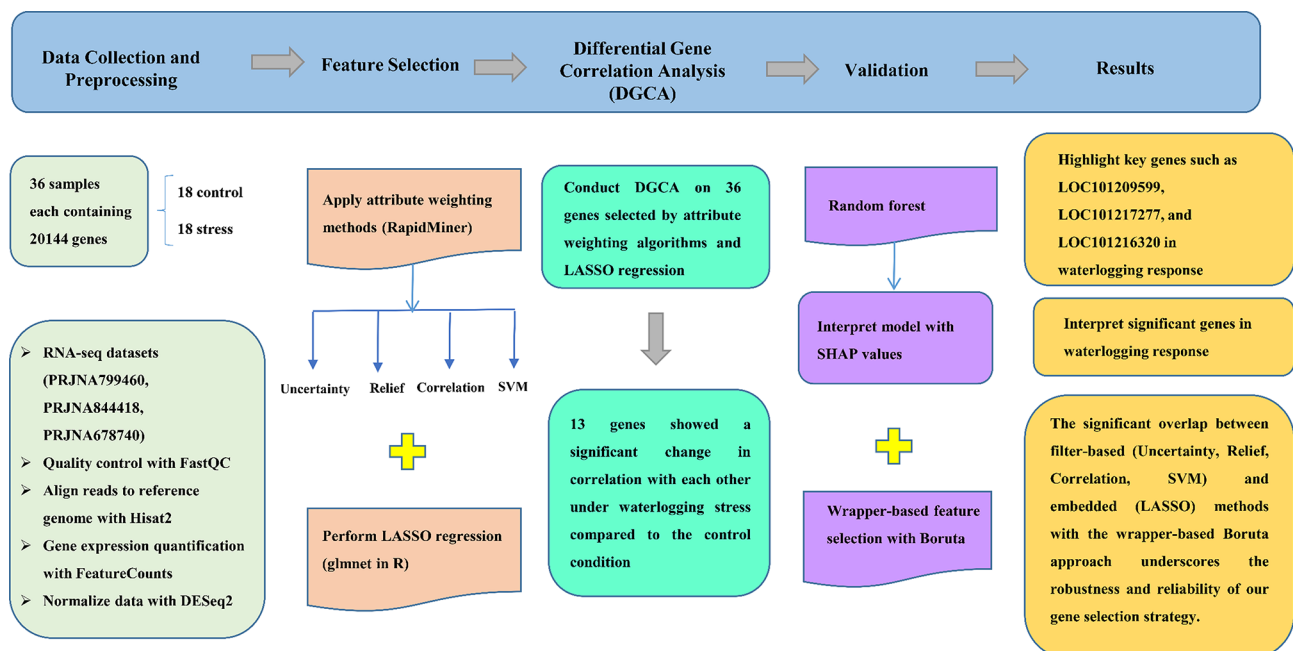 Data Collection and
Preprocessing
Feature Selection
Differential Gene
Correlation Analysis
(DGCA)
Validation
Results
36 samples
each containing
20144 genes
18 control
18 stress
➢ RNA-seq datasets
(PRJNA799460,
PRJNA844418,
PRJNA678740)
➢ Quality control with FastQC
➢ Align reads to reference
genome with Hisat2
➢ Gene expression quantification
with FeatureCounts
➢ Normalize data with DESeq2
Apply attribute weighting
methods (RapidMiner)
Uncertainty
Relief
Correlation
SVM
Perform LASSO regression
(glmnet in R)
Conduct DGCA on 36
genes selected by attribute
weighting algorithms and
LASSO regression
13 genes showed a
significant change in
correlation with each other
under waterlogging stress
compared to the control
condition
Random forest
Interpret model with
SHAP values
Wrapper-based feature
selection with Boruta
Highlight key genes such as
LOC101209599,
LOC101217277, and
LOC101216320 in
waterlogging response
Interpret significant genes in
waterlogging response
The significant overlap between
filter-based (Uncertainty, Relief,
Correlation, SVM) and
embedded (LASSO) methods
with the wrapper-based Boruta
approach underscores the
robustness and reliability of our
gene selection strategy.